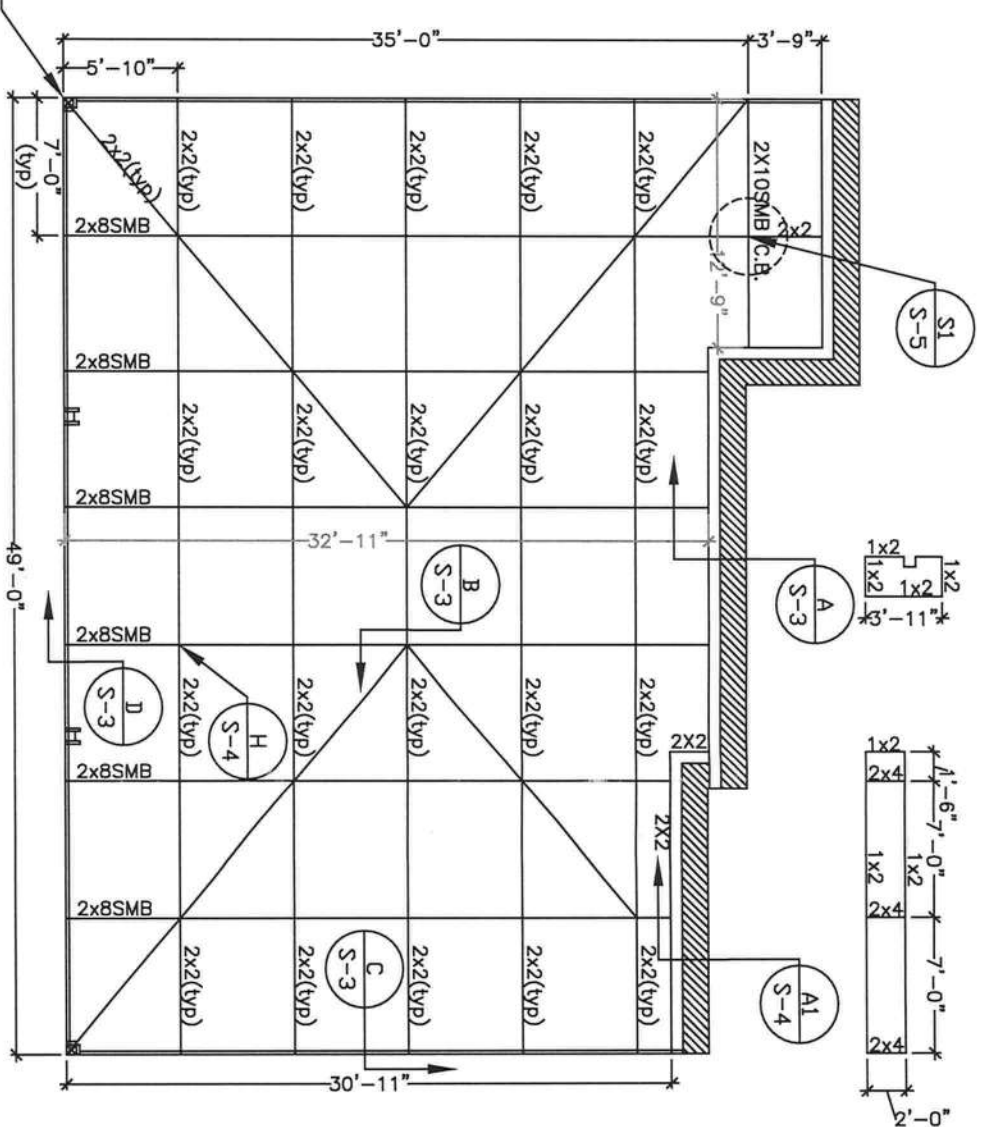 35'-0"
3'-9"
5'-10"
7'-0"
(typ)
2x2(typ)
2x2(typ)
2x2(typ)
2x2(typ)
2x2(typ)
2x2(typ)
2X10SMB C.B.
2x2
12'-9"
S1
S-5
2x8SMB
2x8SMB
2x2(typ)
2x2(typ)
2x2(typ)
2x2(typ)
2x2(typ)
A
S-3
2x8SMB
32'-11"
B
S-3
1x2
1x2
1x2
1x2
3'-11"
49'-0"
2x8SMB
D
S-3
H
S-4
2x2(typ)
2x2(typ)
2x2(typ)
2x2(typ)
2x2(typ)
2X2
2X2
2x8SMB
2x8SMB
A1
S-4
2x2(typ)
2x2(typ)
2x2(typ)
2x2(typ)
2x2(typ)
C
S-3
30'-11"
1x2
2x4
1'-6"
7'-0"
1x2
1x2
2x4
7'-0"
2x4
2'-0"